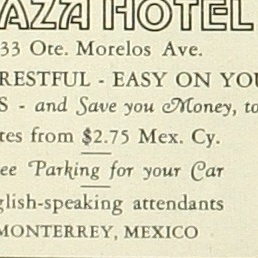 AZA HOTEL
33 Ote. Morelos Ave.
RESTFUL - EASY ON YOU
S - and Save you Money, to
tes from $2.75 Mex. Cy.
ee Parking for your Car
glish-speaking attendants
MONTERREY, MEXICO